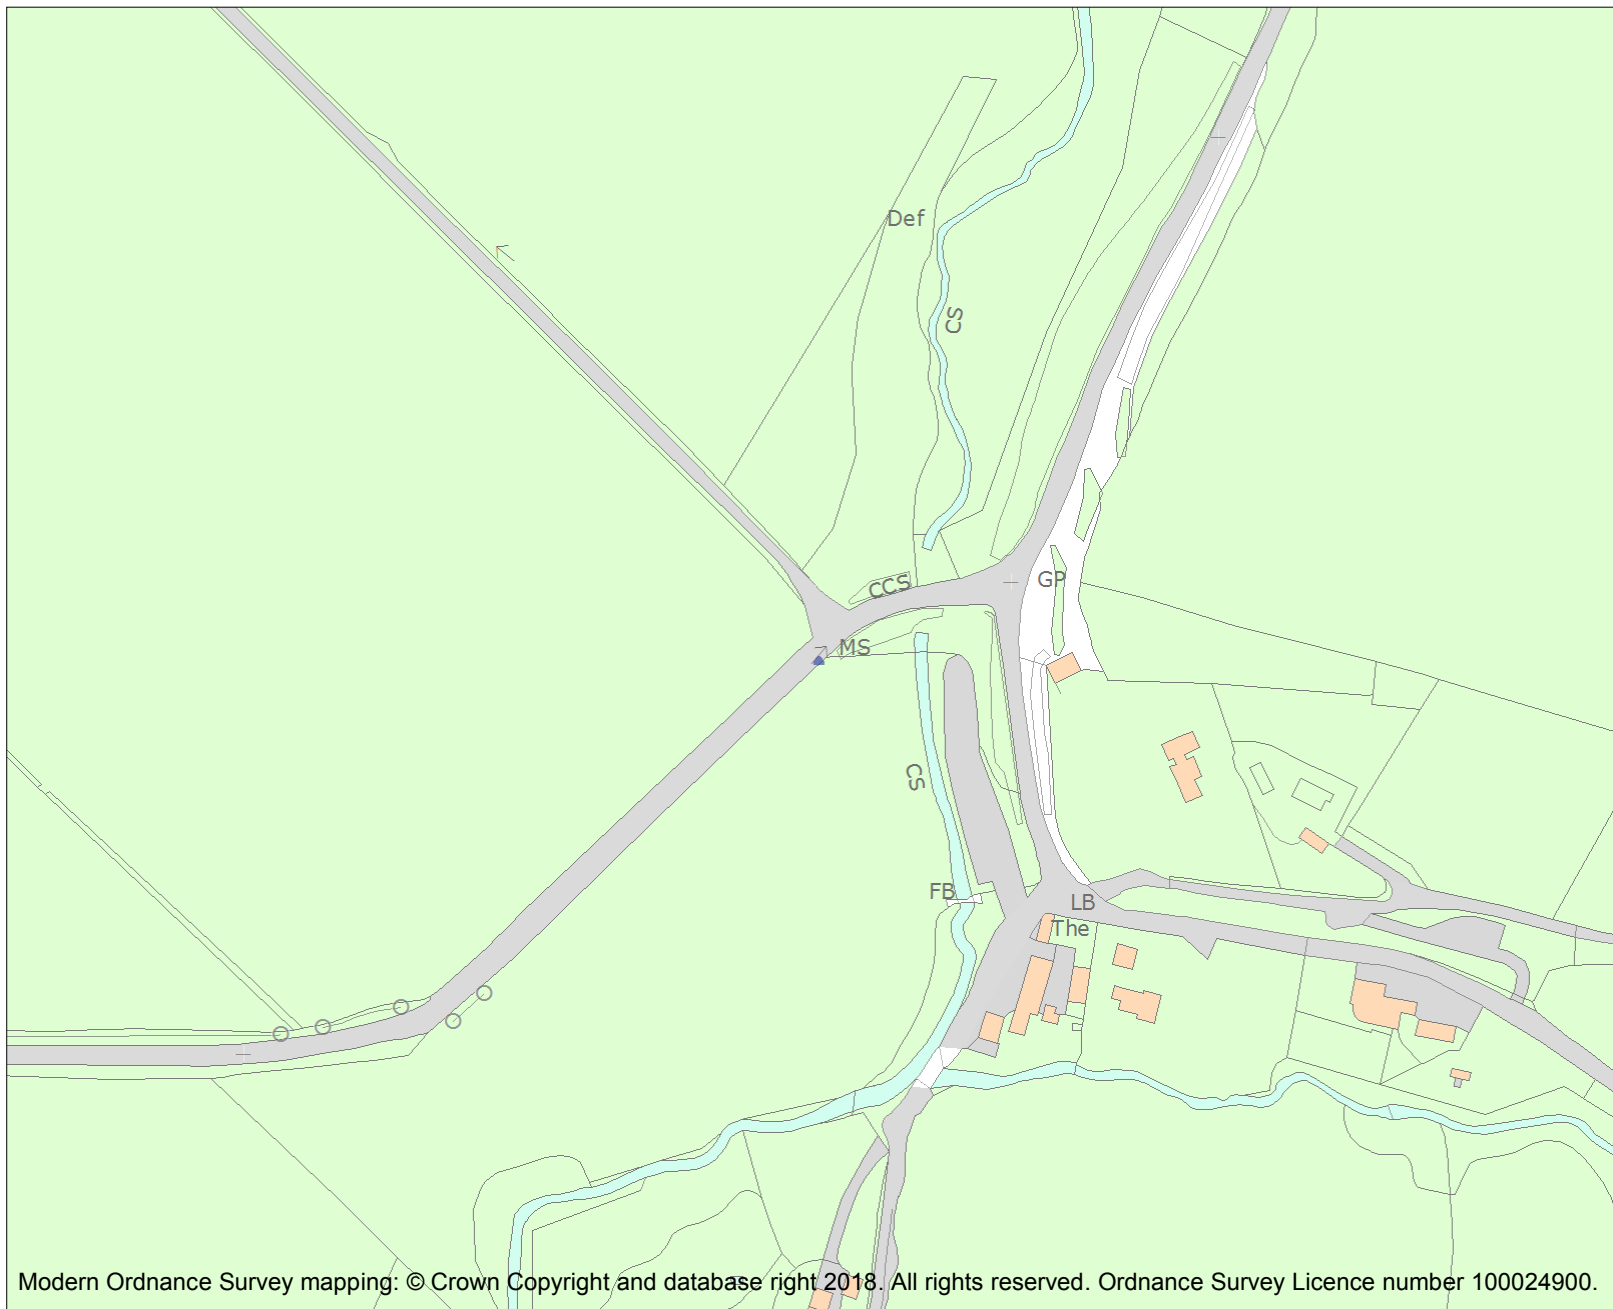 Def
CS
GP
CCS
MS
CS
FB
LB
The
Modern Ordnance Survey mapping: © Crown Copyright and database right 2018. All rights reserved. Ordnance Survey Licence number 100024900.